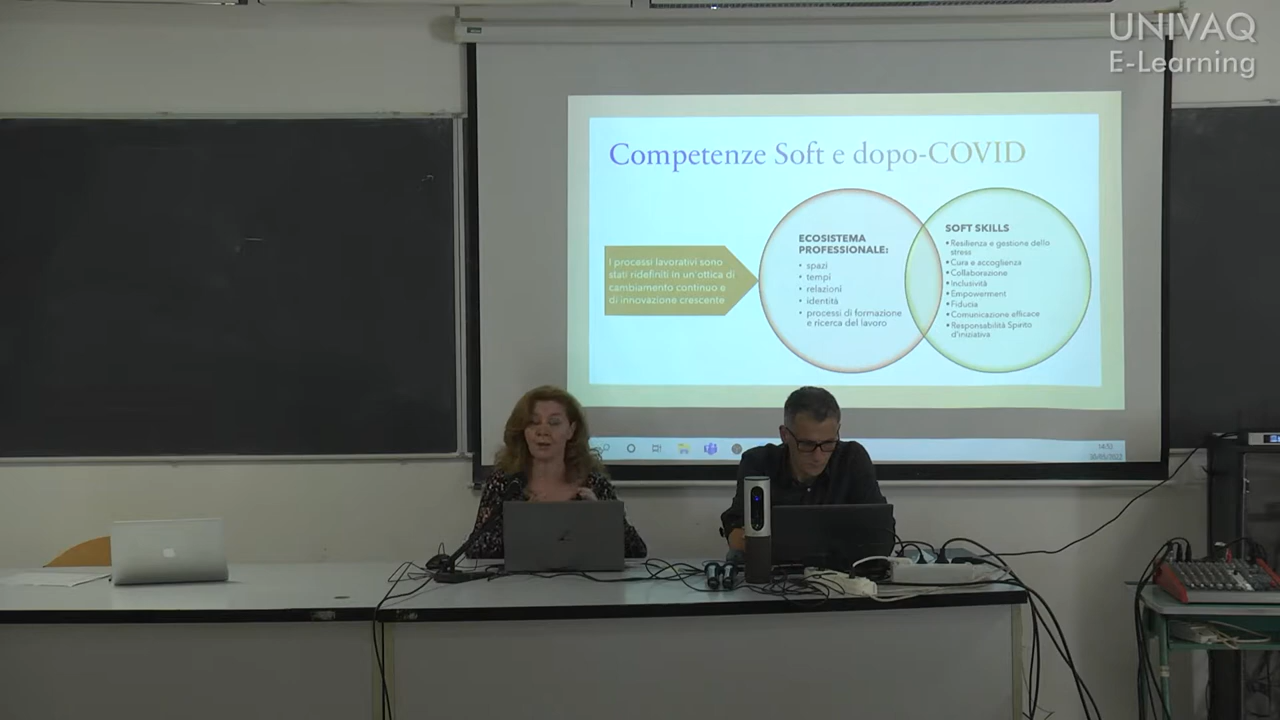 UNIVAQ
E-Learning
Competenze Soft e dopo-COVID
I processi lavorativi sono
stati ridefiniti in un'ottica di
cambiamento continuo e
di innovazione crescente
ECOSISTEMA
PROFESSIONALE:
• spazi
• tempi
• relazioni
• identità
• processi di formazione
e ricerca del lavoro
SOFT SKILLS
• Resilienza e gestione dello
stress
• Cura e accoglienza
• Collaborazione
• Inclusività
• Empowerment
• Fiducia
• Comunicazione efficace
• Responsabilità Spirito
d'iniziativa